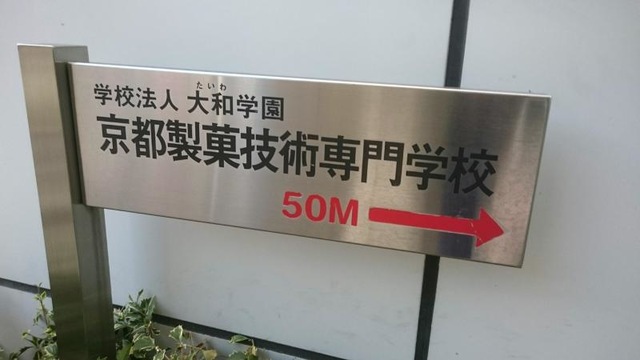 たいわ
学校法人 大和学園
京都製菓技術専門学校
50M